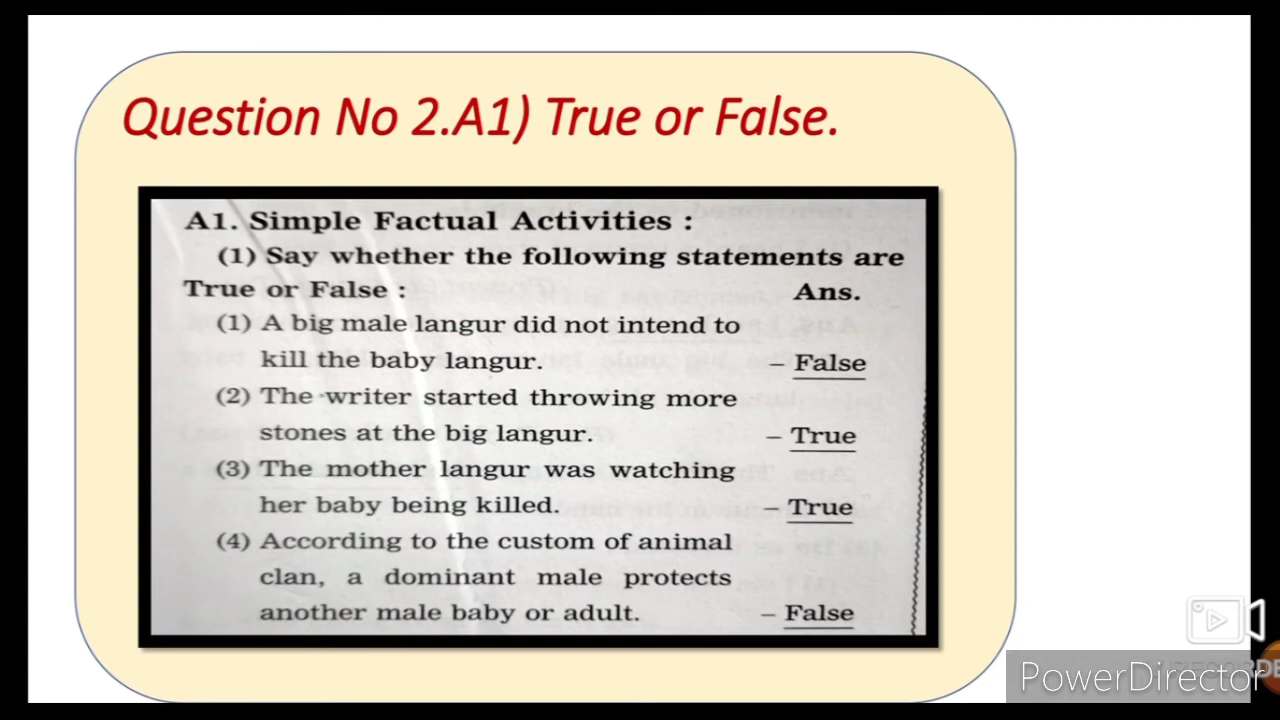 Question No 2.A1) True or False.
A1. Simple Factual Activities :
(1) Say whether the following statements are
True or False : Ans.
(1) A big male langur did not intend to
kill the baby langur. – False
(2) The writer started throwing more
stones at the big langur. – True
(3) The mother langur was watching
her baby being killed. – True
(4) According to the custom of animal
clan, a dominant male protects
another male baby or adult. – False
PowerDirector